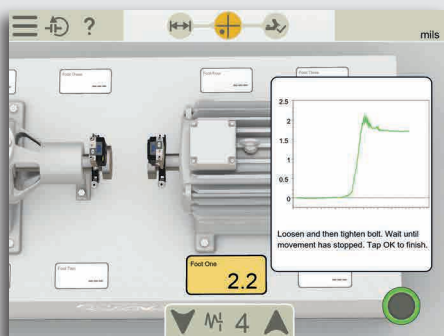 ?
mils
Foot Three
----
Foot Four
----
Foot Three
2.5
2
1.5
1
0.5
0
Loosen and then tighten bolt. Wait until
movement has stopped. Tap OK to finish.
Foot Two
----
Foot One
2.2
4